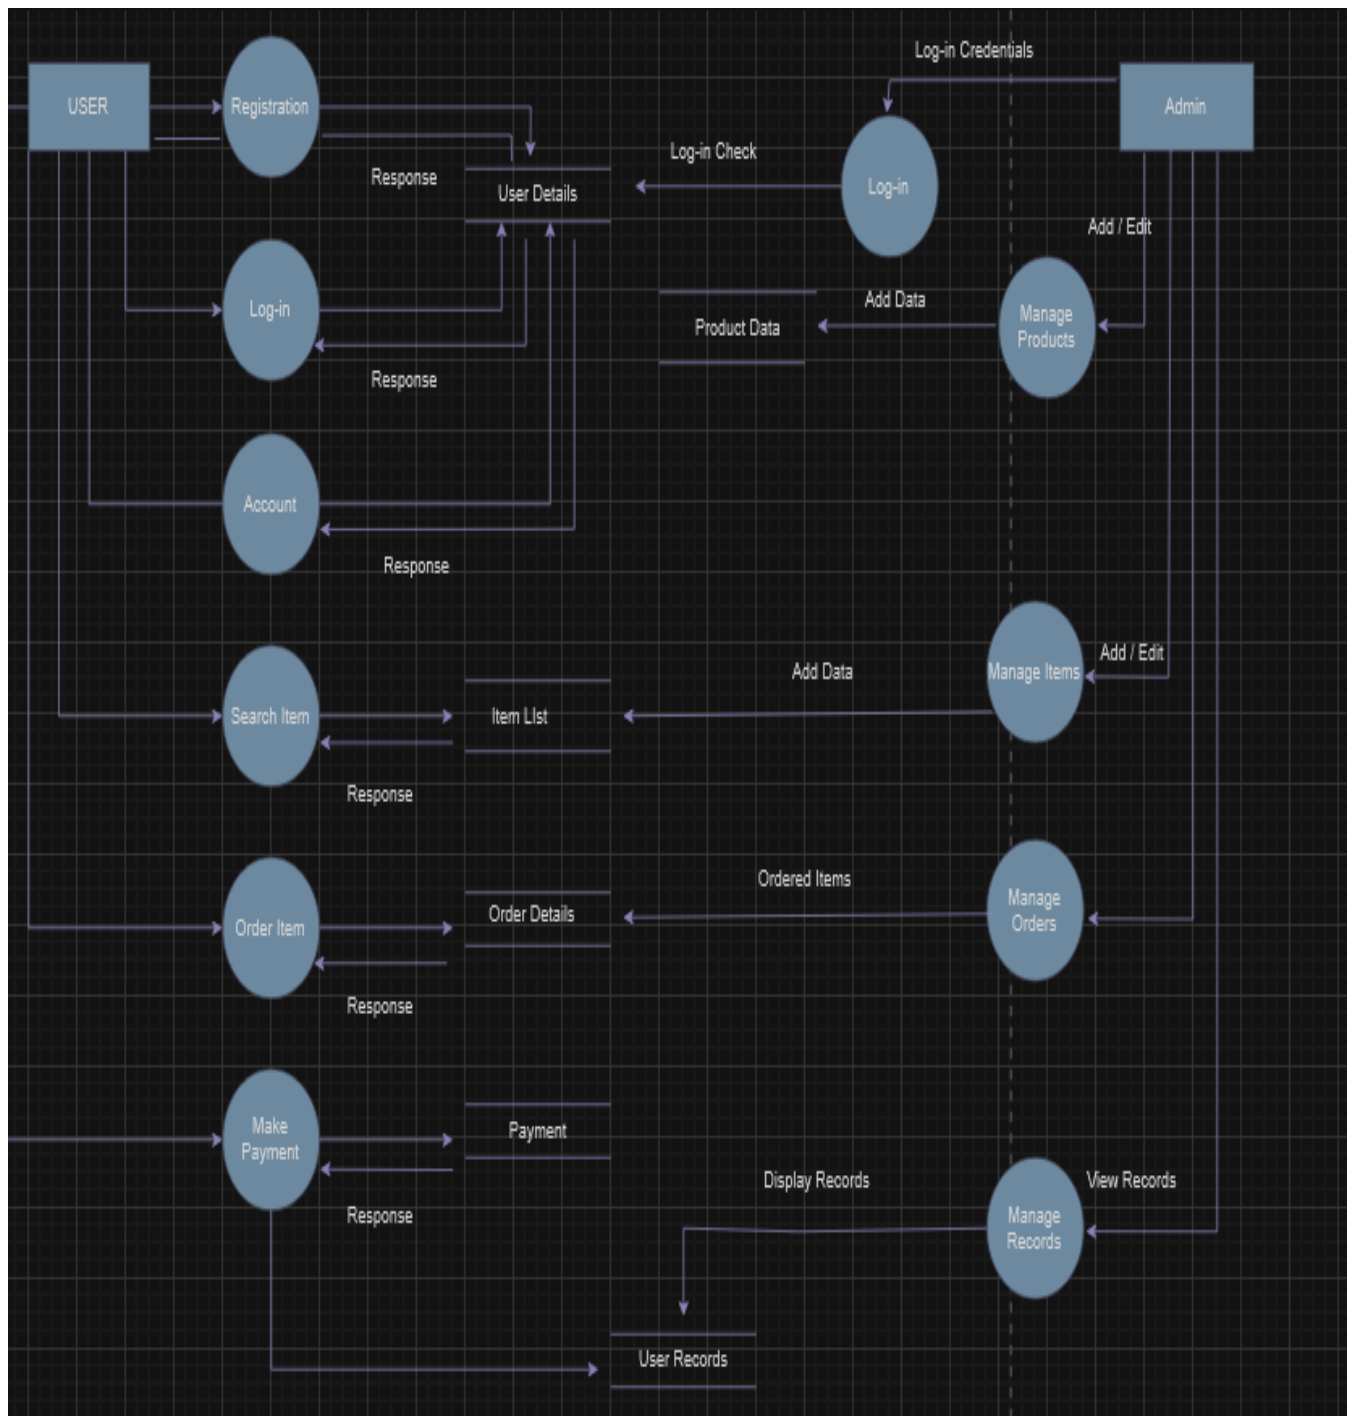 Log-in Credentials
USER
Registration
Admin
Log-in Check
Response
Log-in
User Details
Add / Edit
Add Data
Log-in
Manage
Products
Product Data
Response
Account
Response
Add / Edit
Add Data
Manage Items
Search Item
Item LIst
Response
Ordered Items
Manage
Orders
Order Details
Order Item
Response
Make
Payment
Payment
Display Records
View Records
Response
Manage
Records
User Records